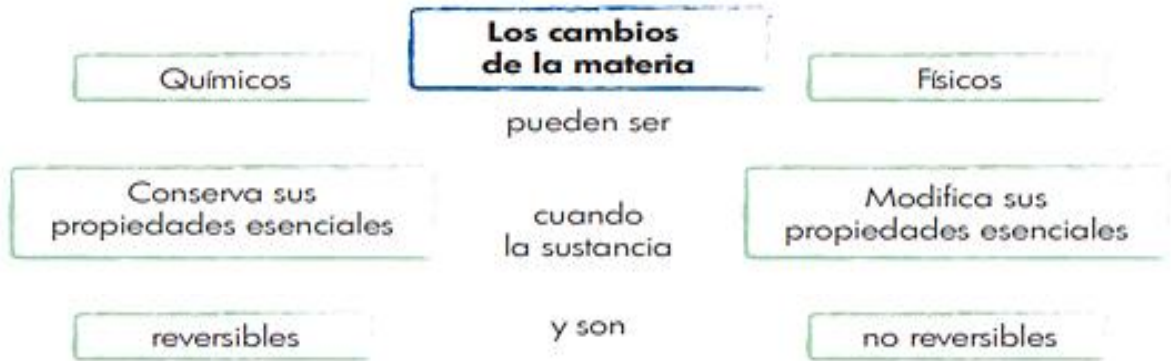 Los cambios
de la materia
Químicos
Físicos
pueden ser
Conserva sus
propiedades esenciales
cuando
la sustancia
Modifica sus
propiedades esenciales
reversibles
y son
no reversibles